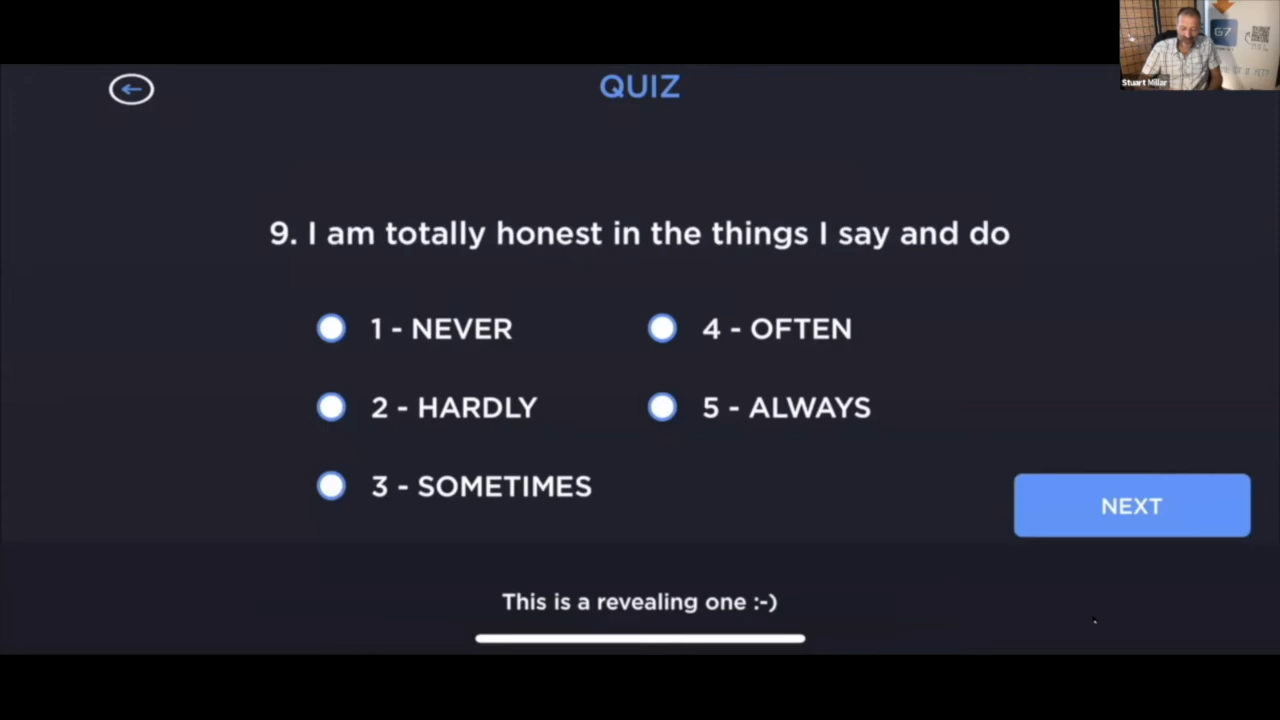 QUIZ
G7
Stuart Millar
9. I am totally honest in the things I say and do
1 - NEVER
4 - OFTEN
2 - HARDLY
5 - ALWAYS
3 - SOMETIMES
NEXT
This is a revealing one :-)